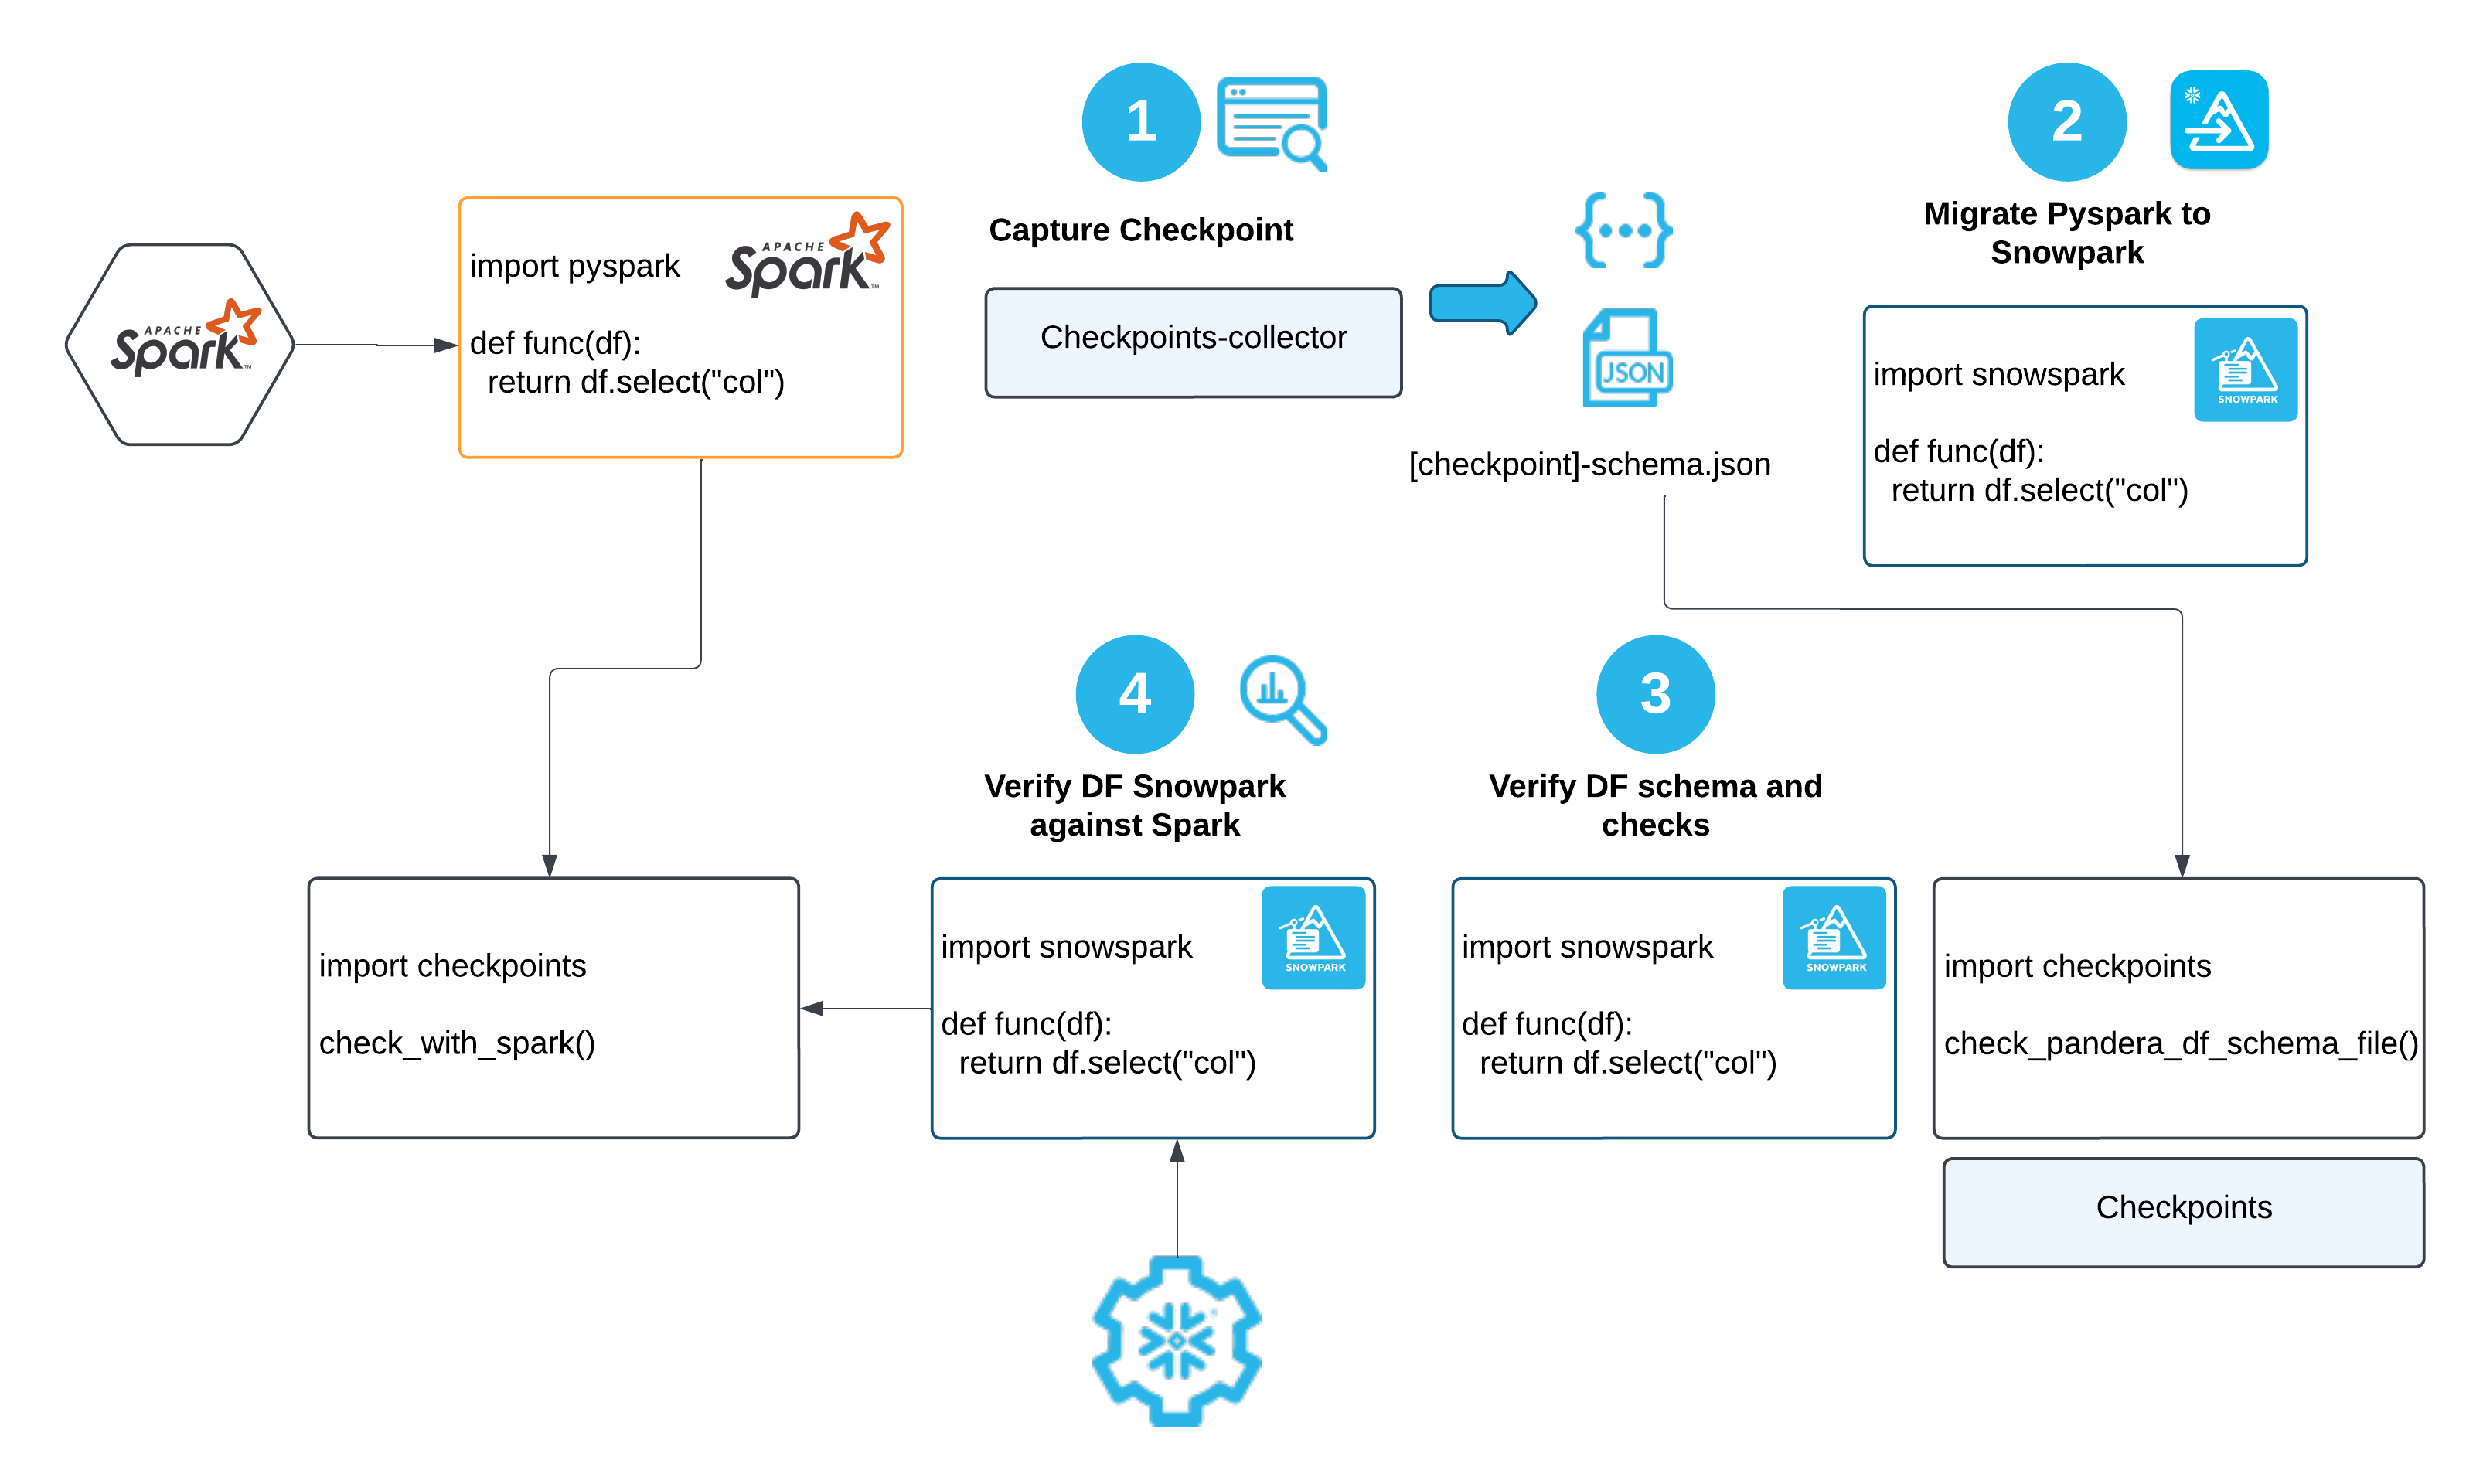 APACHE
Spark™
import pyspark
APACHE
Spark™
def func(df):
return df.select("col")
1
Capture Checkpoint
Checkpoints-collector
JSON
[checkpoint]-schema.json
2
Migrate Pyspark to
Snowpark
import snowspark
SNOWPARK
def func(df):
return df.select("col")
4
Verify DF Snowpark
against Spark
3
Verify DF schema and
checks
import checkpoints
check_with_spark()
import snowspark
SNOWPARK
def func(df):
return df.select("col")
import snowspark
SNOWPARK
def func(df):
return df.select("col")
import checkpoints
check_pandera_df_schema_file()
Checkpoints